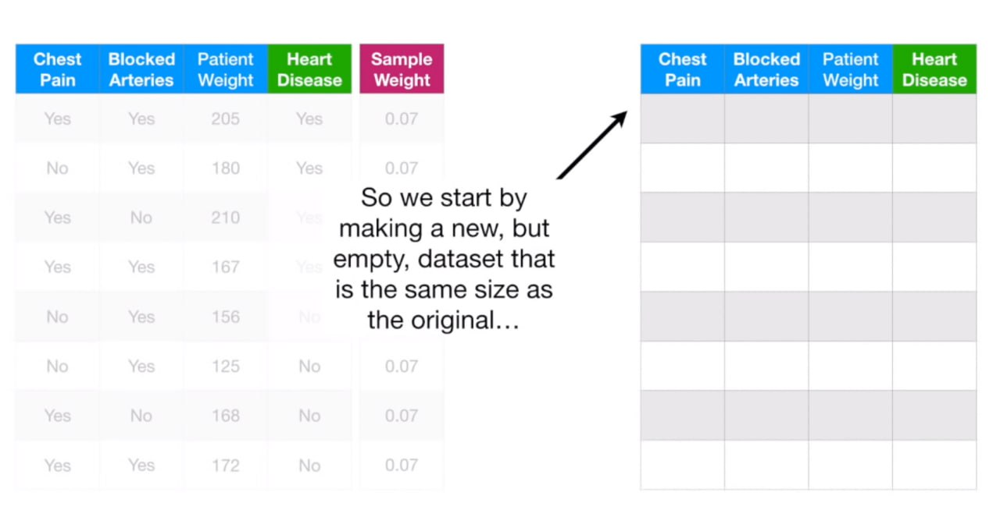 Chest Pain Blocked Arteries Patient Weight Heart Disease Sample Weight
Yes Yes 205 Yes 0.07
No Yes 180 Yes 0.07
Yes No 210 Yes
Yes Yes 167 Yes
No Yes 156 No
No Yes 125 No 0.07
Yes No 168 No 0.07
Yes Yes 172 No 0.07
So we start by
making a new, but
empty, dataset that
is the same size as
the original…
Chest Pain Blocked Arteries Patient Weight Heart Disease